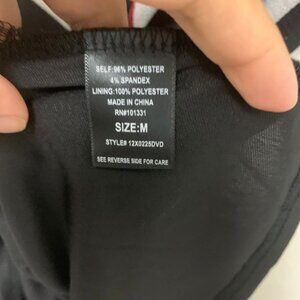 SELF:96% POLYESTER
4% SPANDEX
LINING:100% POLYESTER
MADE IN CHINA
RN#101331
SIZE:M
STYLE# 12X0225DVD
SEE REVERSE SIDE FOR CARE